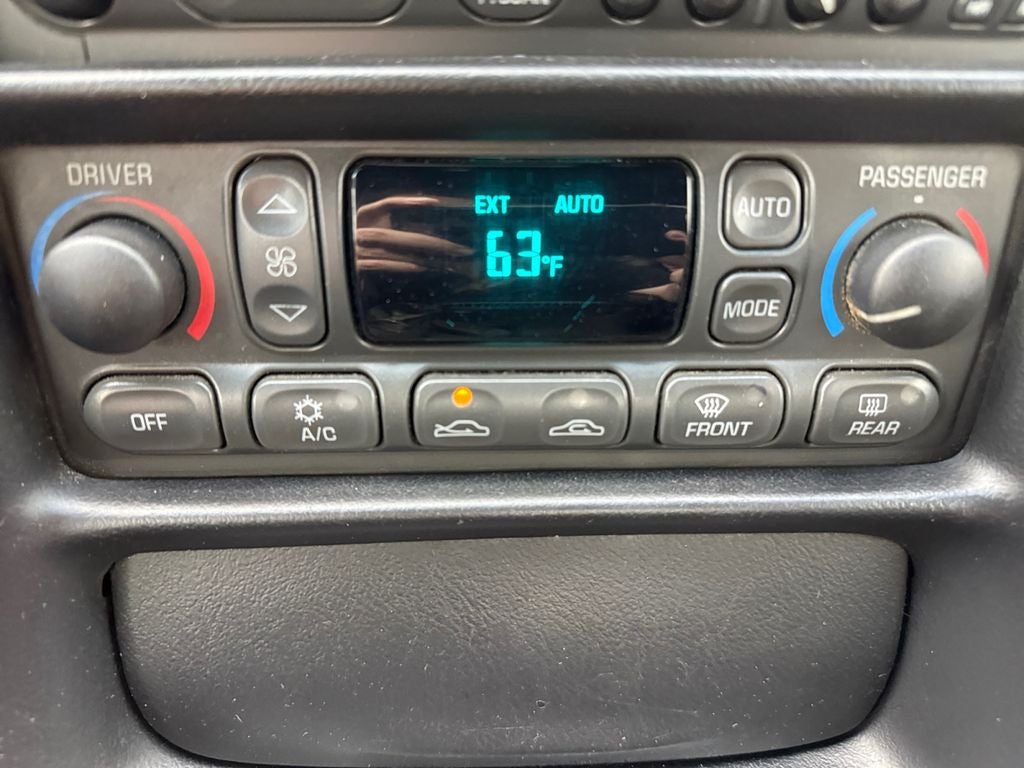 DRIVER
PASSENGER
EXT AUTO
63°F
AUTO
MODE
OFF
A/C
FRONT
REAR